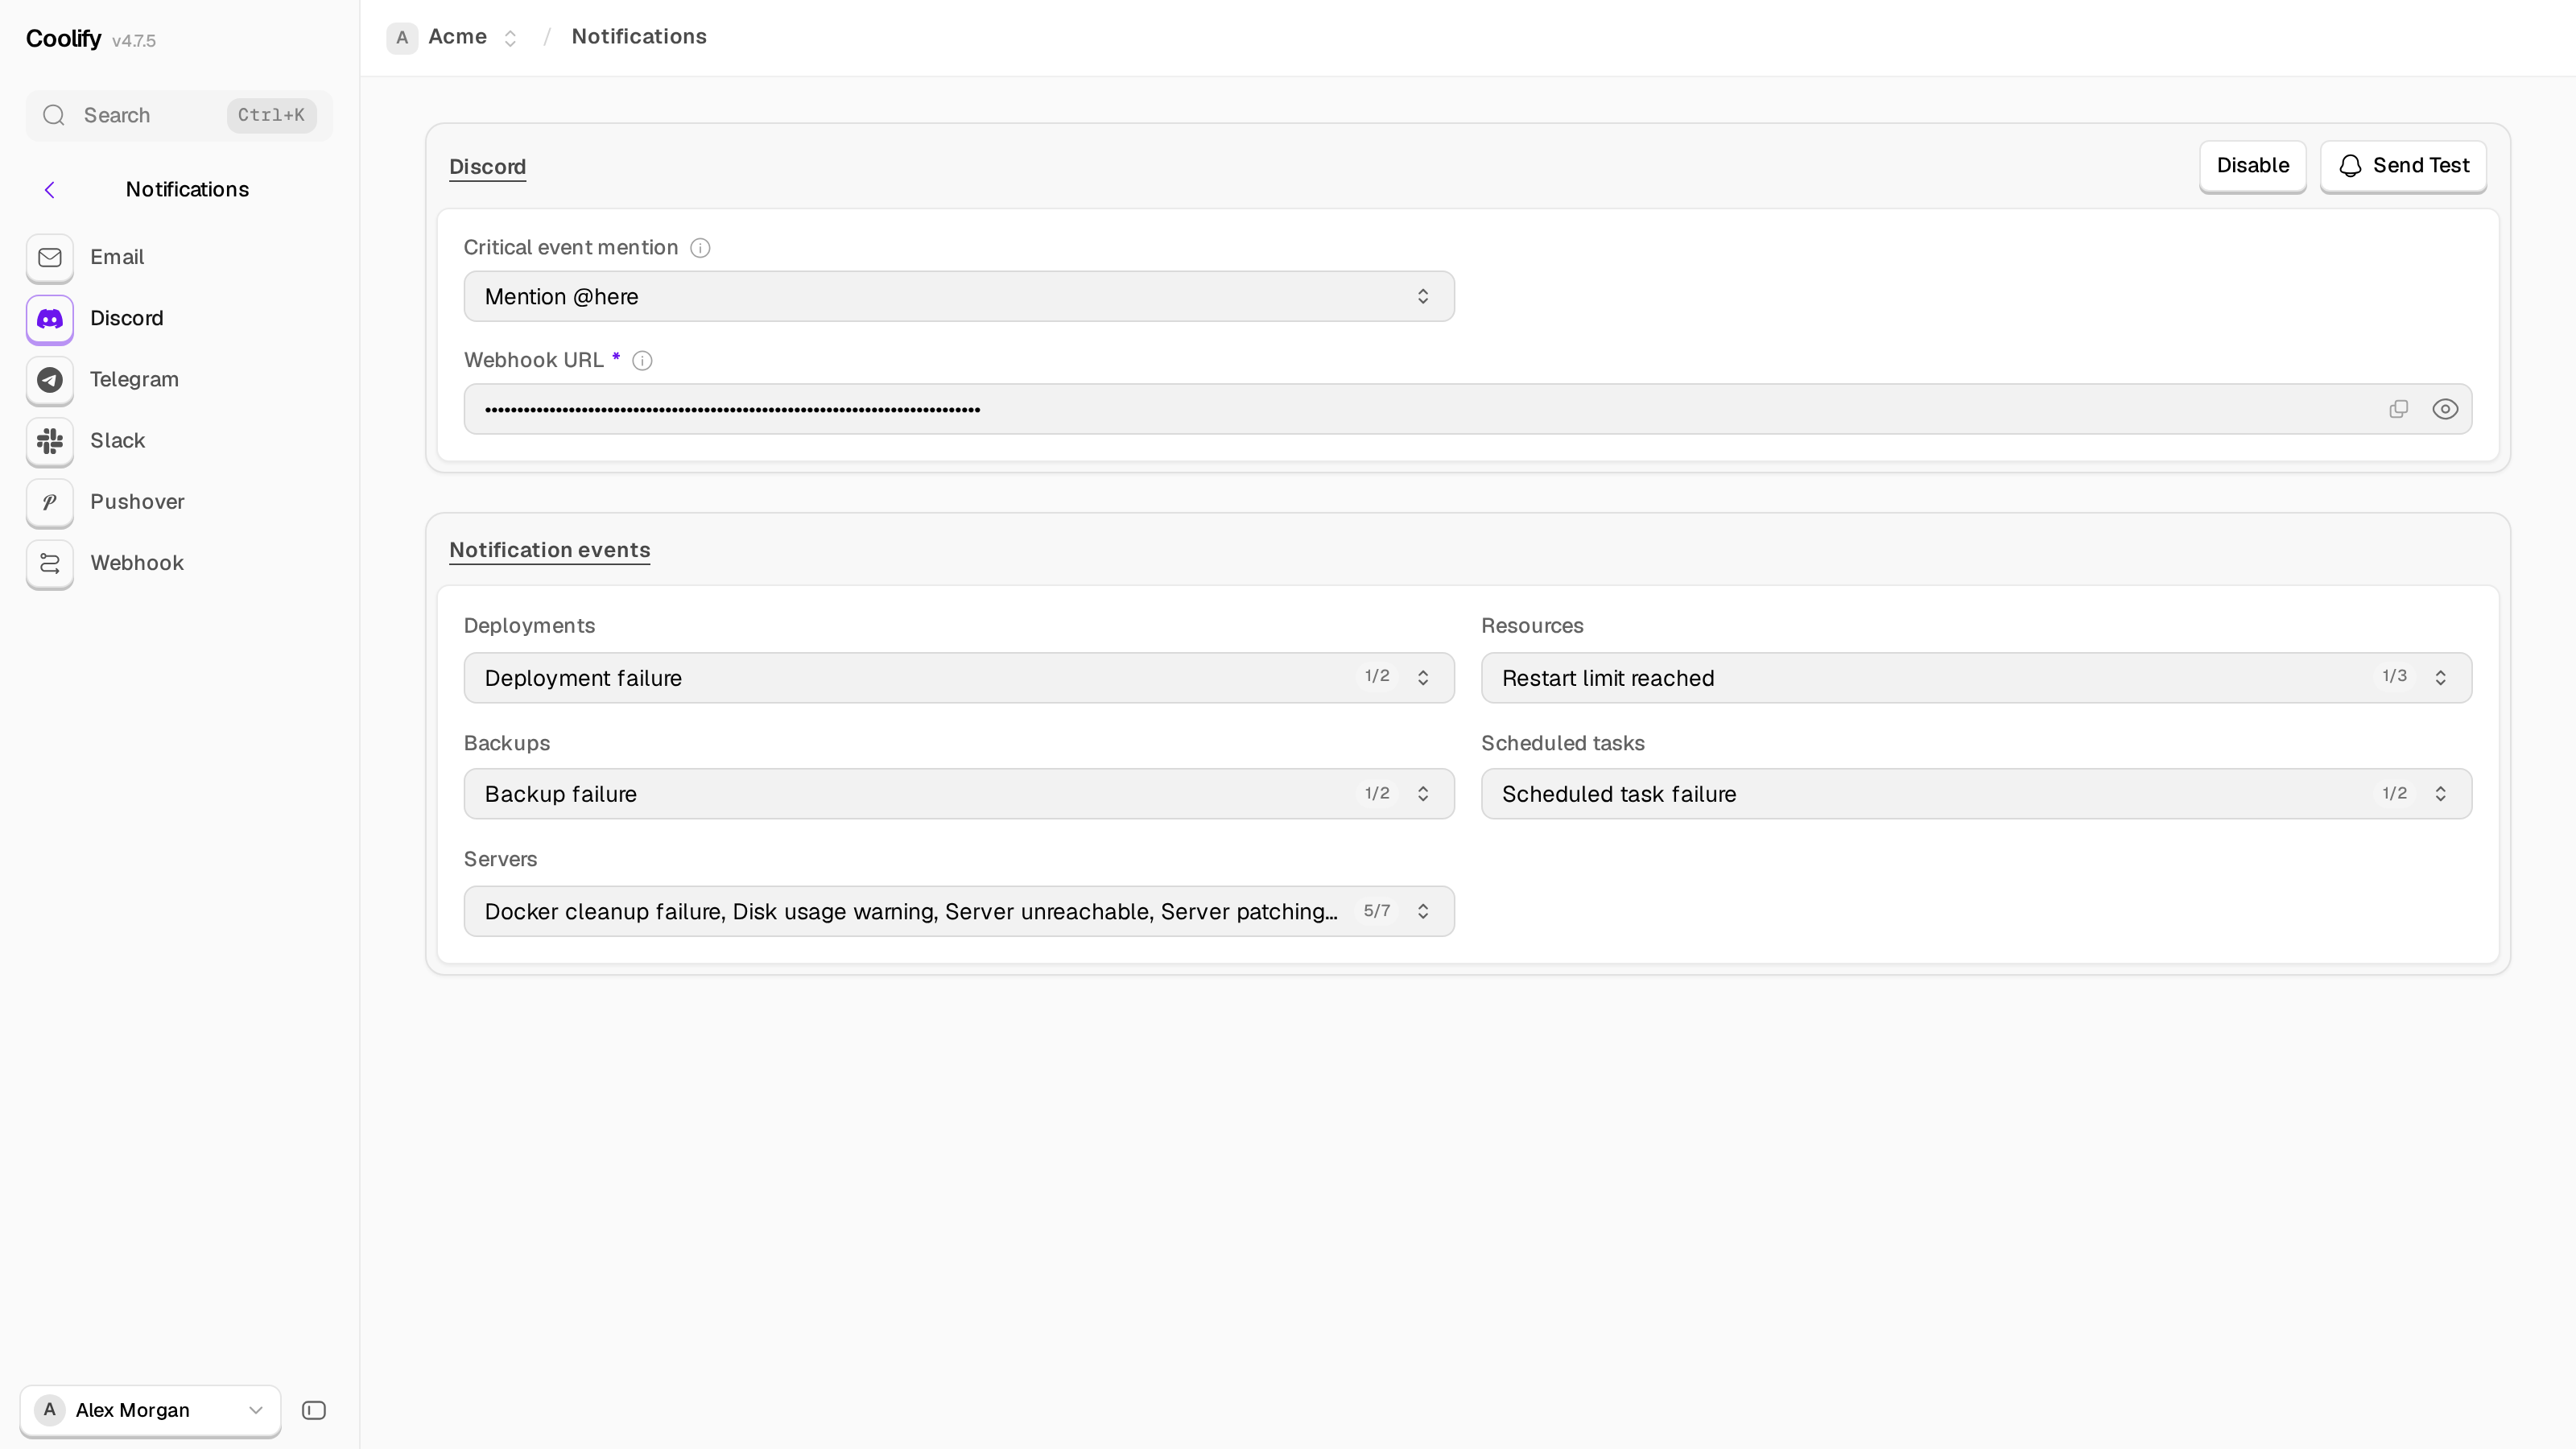 Coolify v4.7.5
Search Ctrl+K
Notifications
Email
Discord
Telegram
Slack
Pushover
Webhook
A Alex Morgan
A Acme / Notifications
Discord
Disable
Send Test
Critical event mention
Mention @here
Webhook URL *
Notification events
Deployments
Deployment failure 1/2
Resources
Restart limit reached 1/3
Backups
Backup failure 1/2
Scheduled tasks
Scheduled task failure 1/2
Servers
Docker cleanup failure, Disk usage warning, Server unreachable, Server patching... 5/7